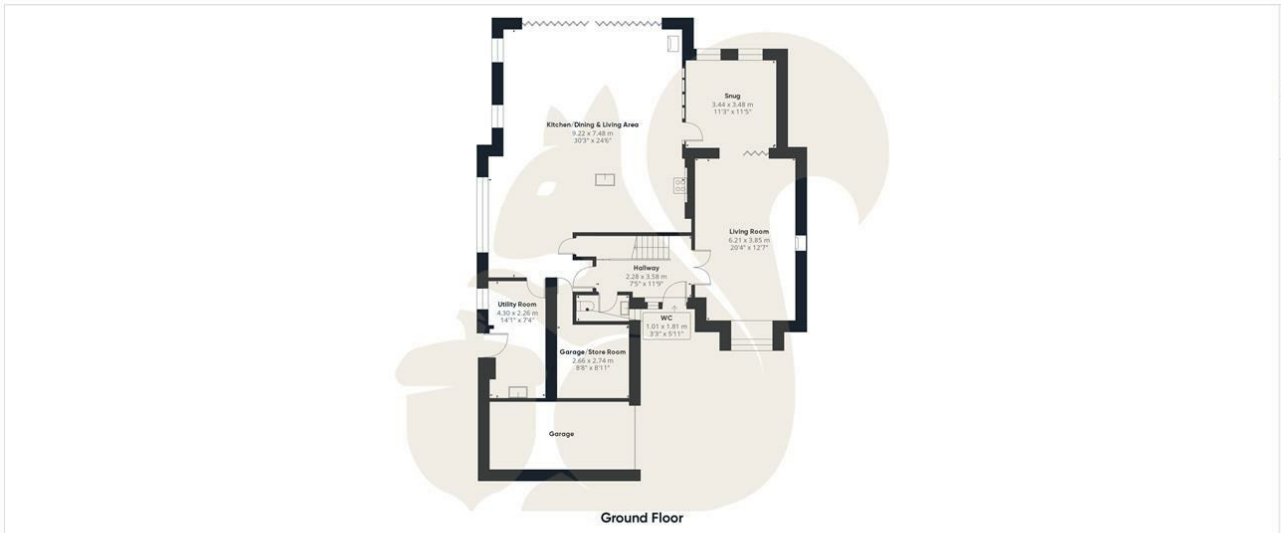 Snug
3.44 x 3.48 m
11'3" x 11'5"
Kitchen/Dining & Living Area
9.22 x 7.48 m
30'3" x 24'6"
Living Room
6.21 x 3.85 m
20'4" x 12'7"
Hallway
2.28 x 3.58 m
7'5" x 11'9"
Utility Room
4.30 x 2.26 m
14'1" x 7'4"
WC
1.01 x 1.81 m
3'3" x 5'11"
Garage/Store Room
2.66 x 2.74 m
8'8" x 8'11"
Garage
Ground Floor